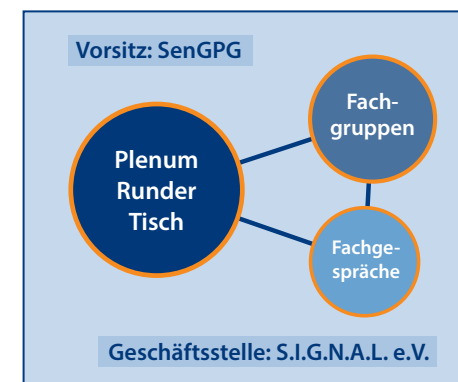 Vorsitz: SenGPG
Fach-
gruppen
Plenum
Runder
Tisch
Fachge-
spräche
Geschäftsstelle: S.I.G.N.A.L. e.V.